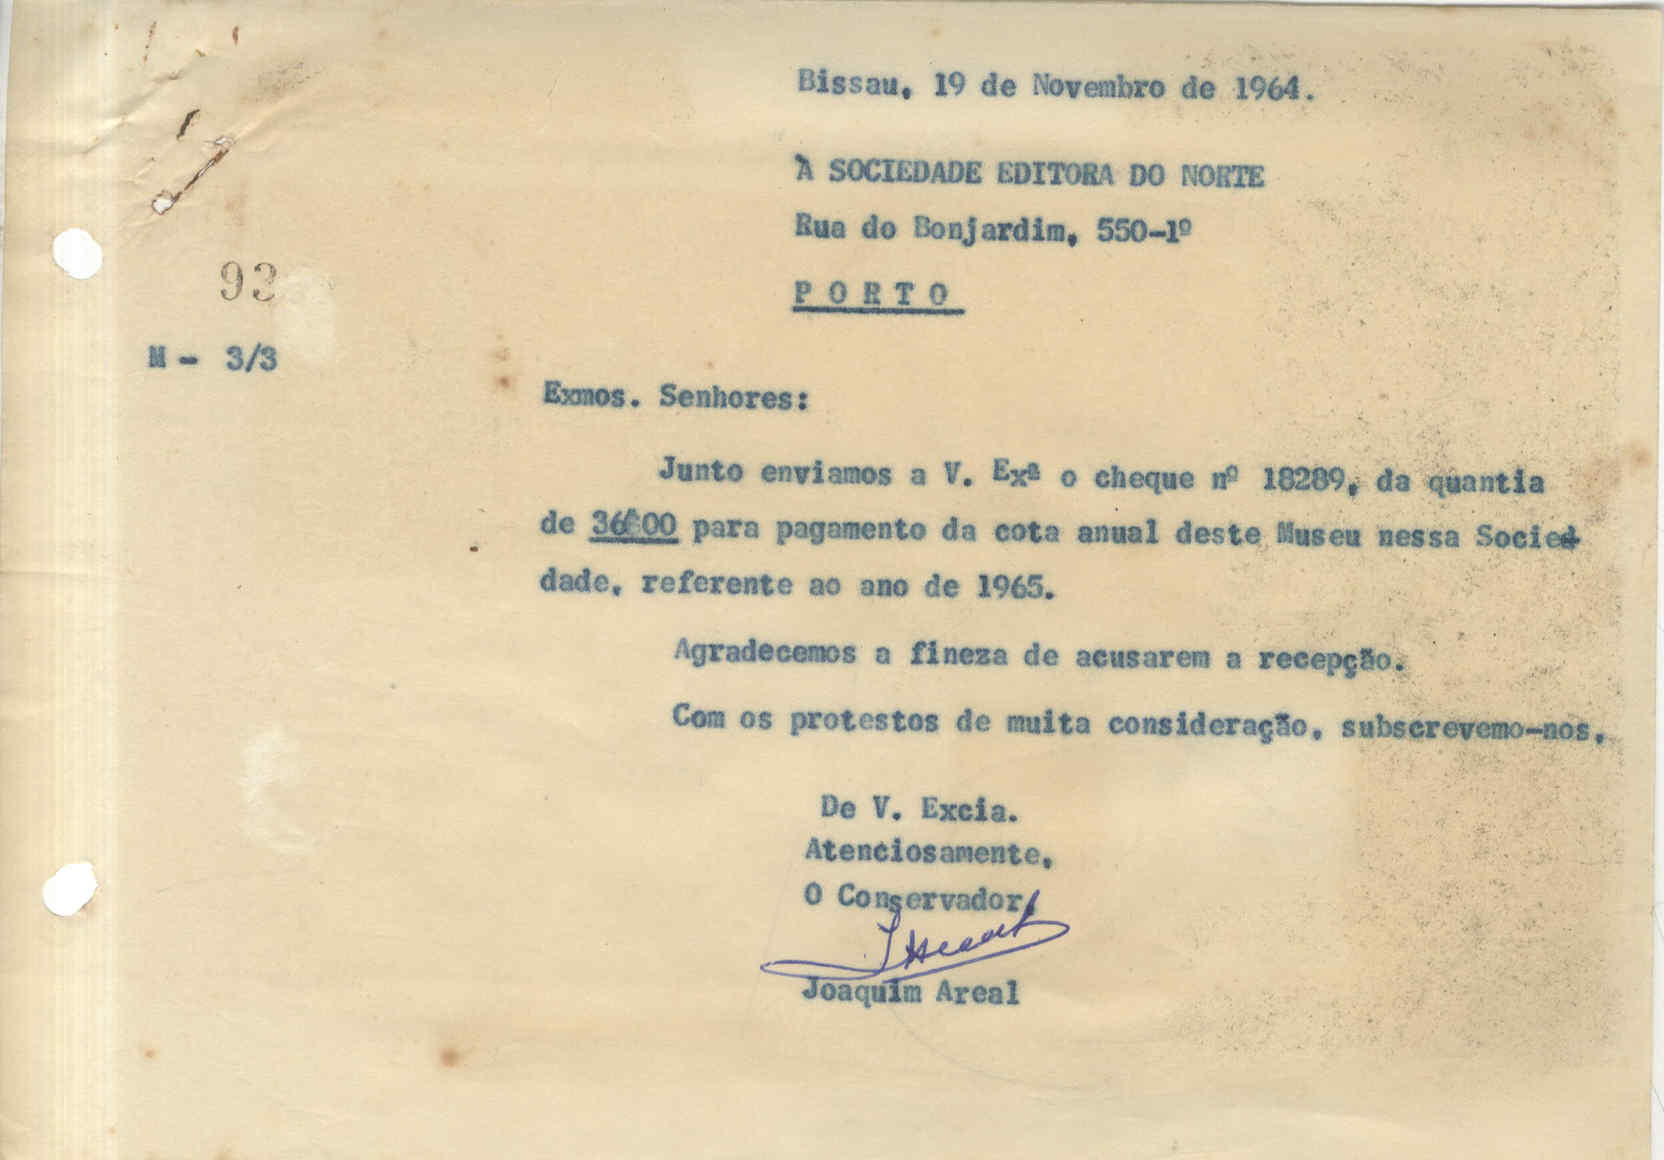 Bissau, 19 de Novembro de 1964.
À SOCIEDADE EDITORA DO NORTE
Rua do Bonjardim, 550-1º
PORTO
93
M - 3/3
Exmos. Senhores:
Junto enviamos a V. Exª o cheque nº 18289, da quantia
de 36$00 para pagamento da cota anual deste Museu nessa Socie-
dade, referente ao ano de 1965.
Agradecemos a fineza de acusarem a recepção.
Com os protestos de muita consideração, subscrevemo-nos,
De V. Excia.
Atenciosamente,
O Conservador,
JAreal
Joaquim Areal